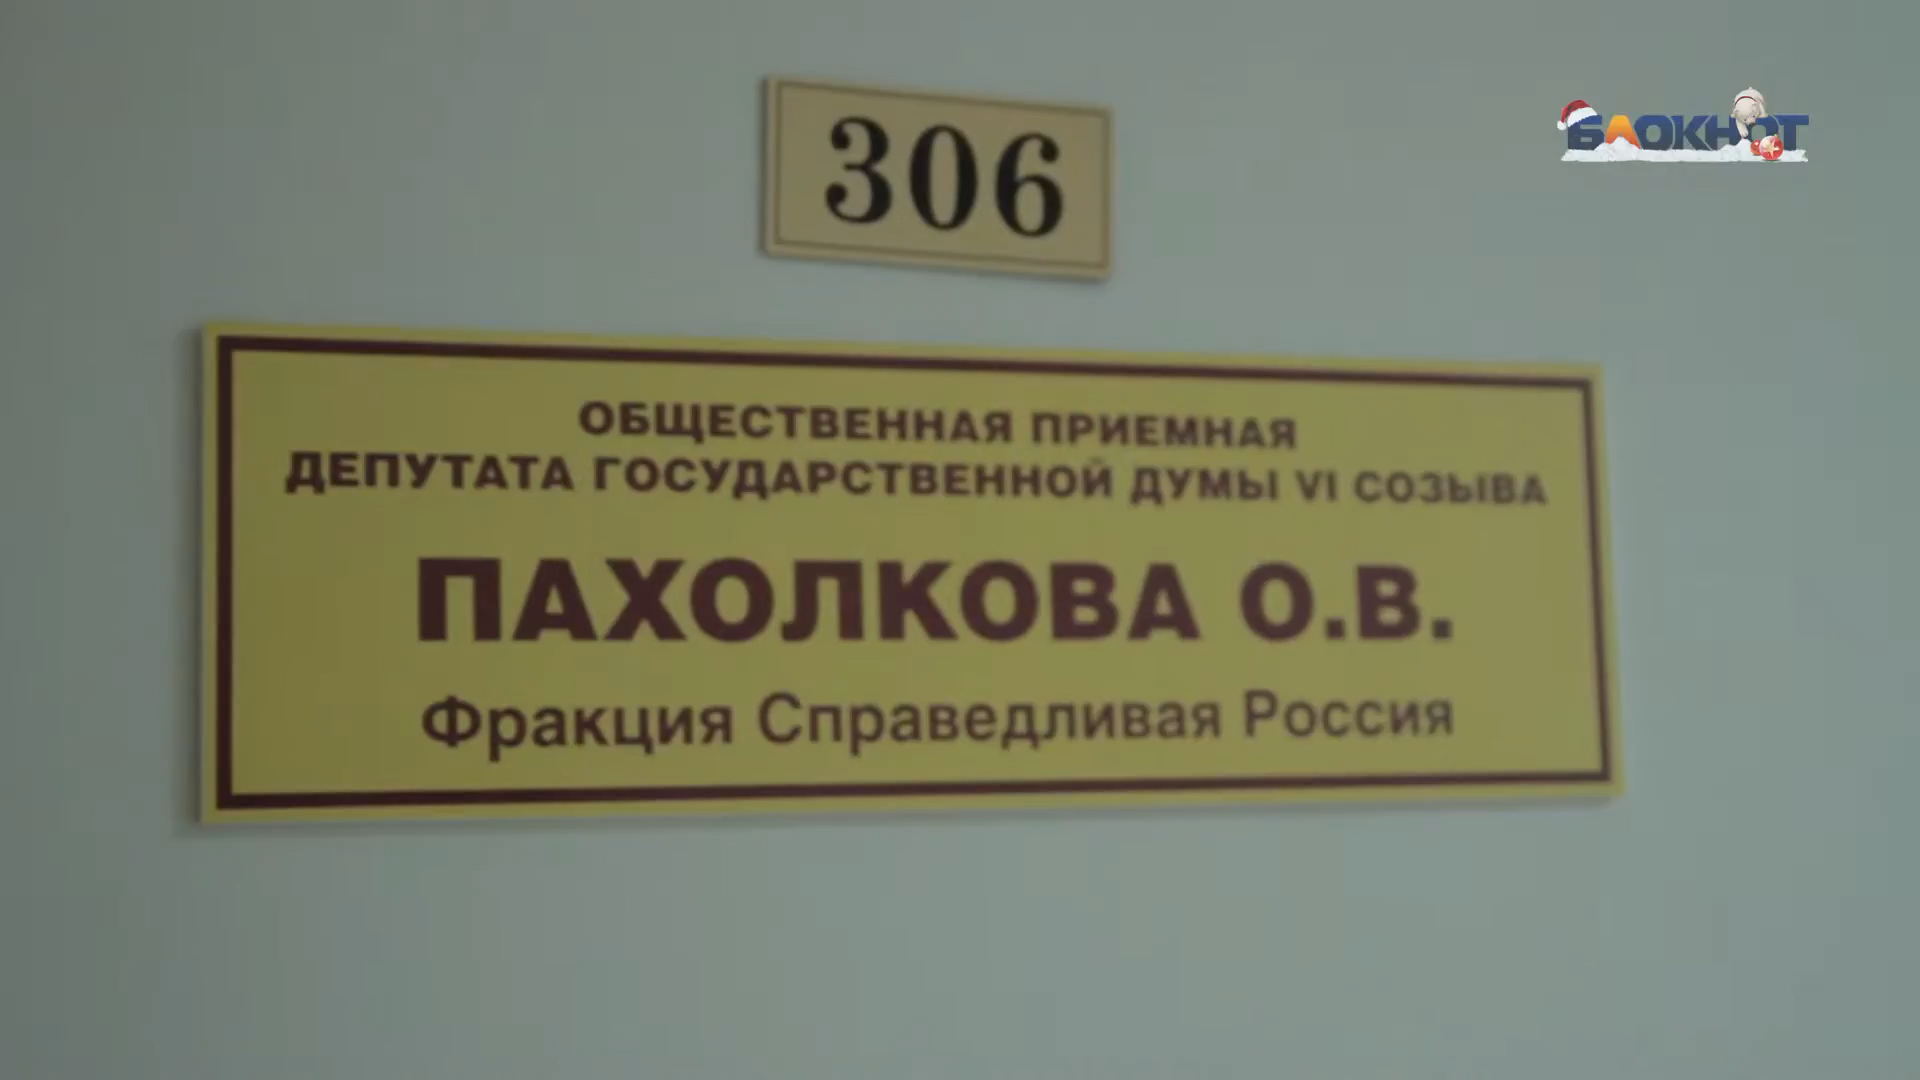 306
БЛОКНОТ
ОБЩЕСТВЕННАЯ ПРИЕМНАЯ
ДЕПУТАТА ГОСУДАРСТВЕННОЙ ДУМЫ VI СОЗЫВА
ПАХОЛКОВА О.В.
Фракция Справедливая Россия